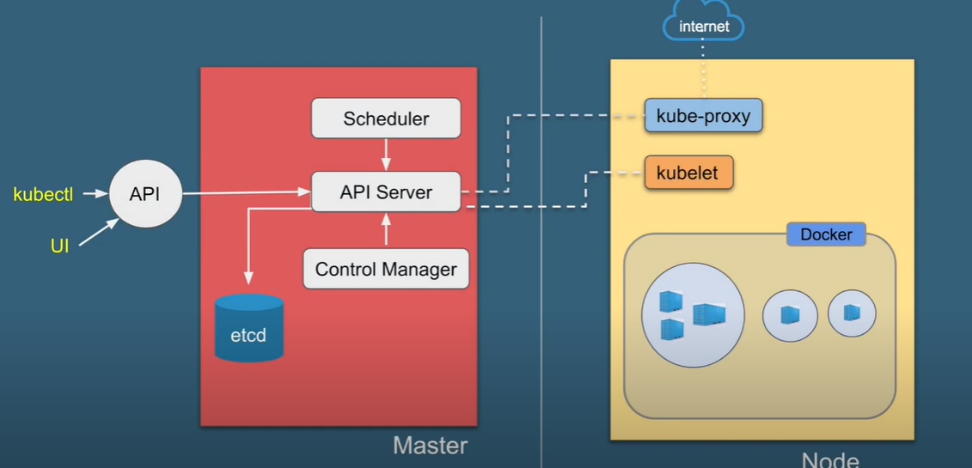 internet
Scheduler
kube-proxy
kubelet
kubectl
API
API Server
UI
Docker
Control Manager
etcd
Master
Node